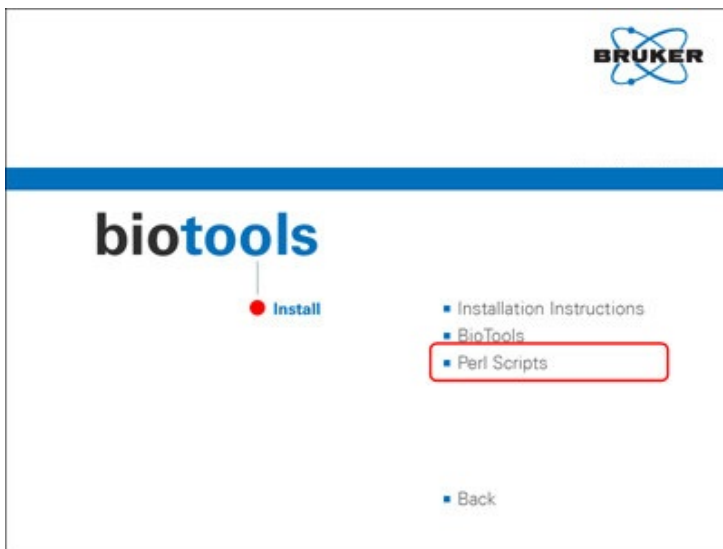 BRUKER
biotools
Install
Installation Instructions
BioTools
Perl Scripts
Back